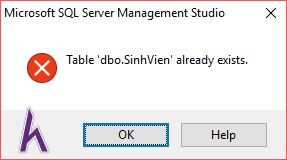 Microsoft SQL Server Management Studio
Table 'dbo.SinhVien' already exists.
OK
Help